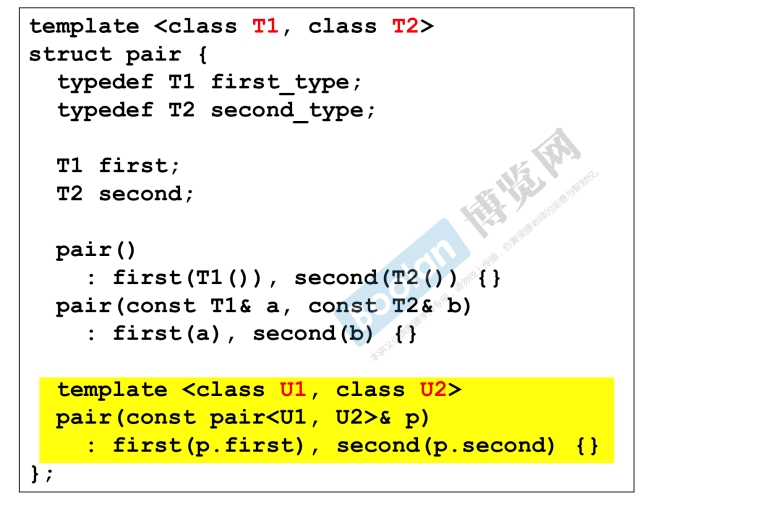 template <class T1, class T2>
struct pair {
  typedef T1 first_type;
  typedef T2 second_type;

  T1 first;
  T2 second;

  pair()
    : first(T1()), second(T2()) {}
  pair(const T1& a, const T2& b)
    : first(a), second(b) {}

  template <class U1, class U2>
  pair(const pair<U1, U2>& p)
    : first(p.first), second(p.second) {}
};
boolan
博览网